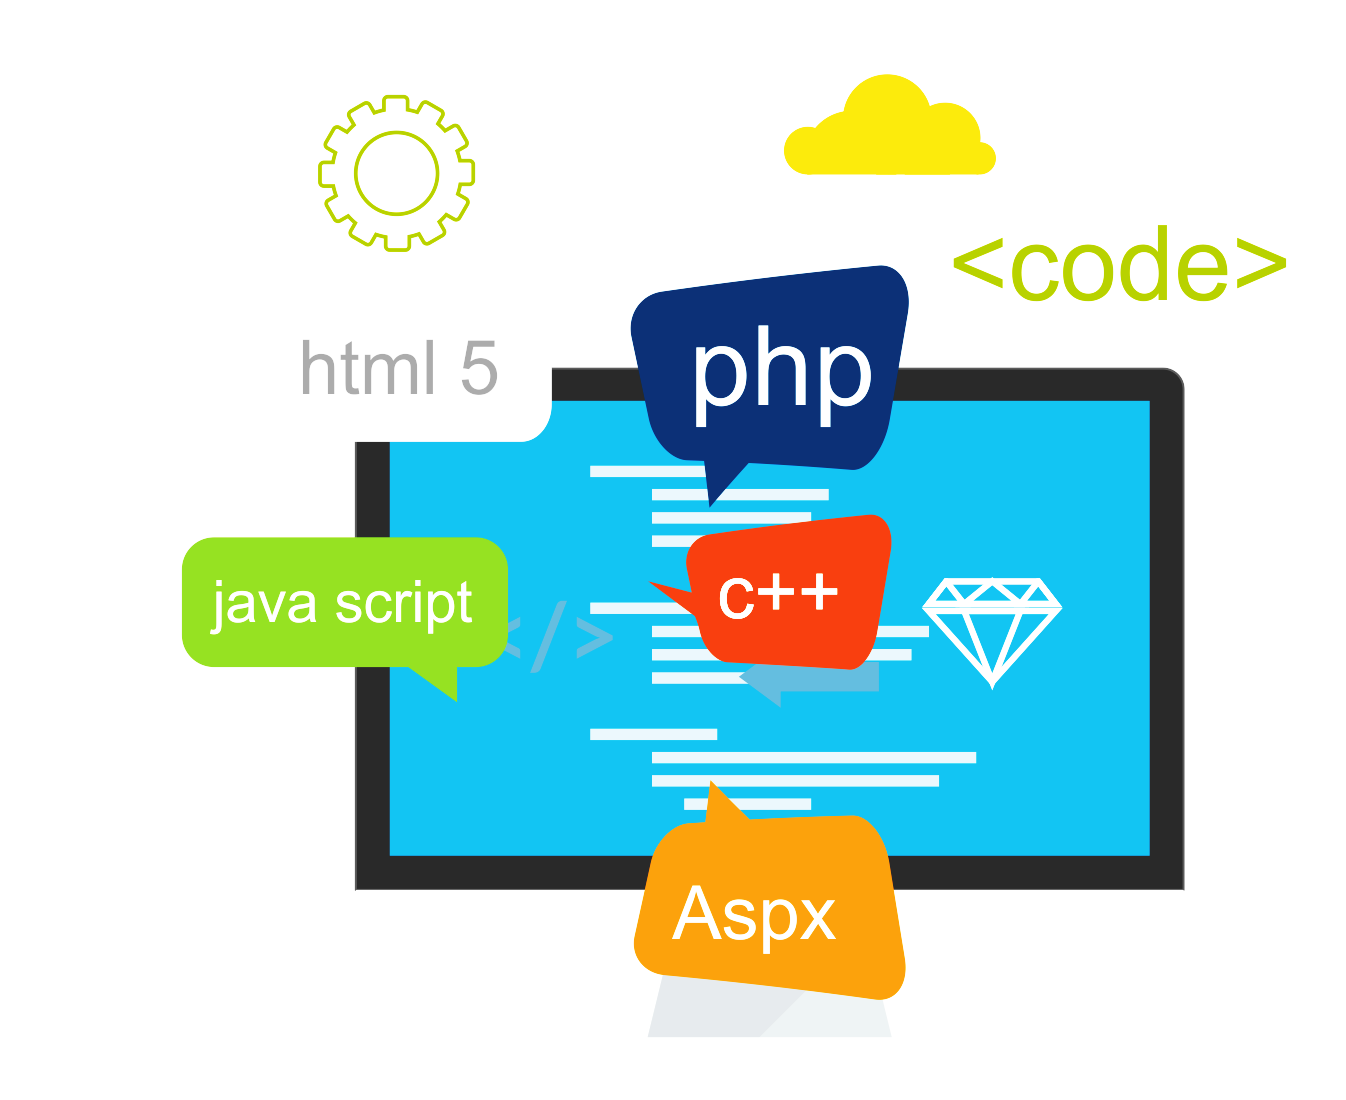 <code>
php
html 5
c++
java script
</>
Aspx